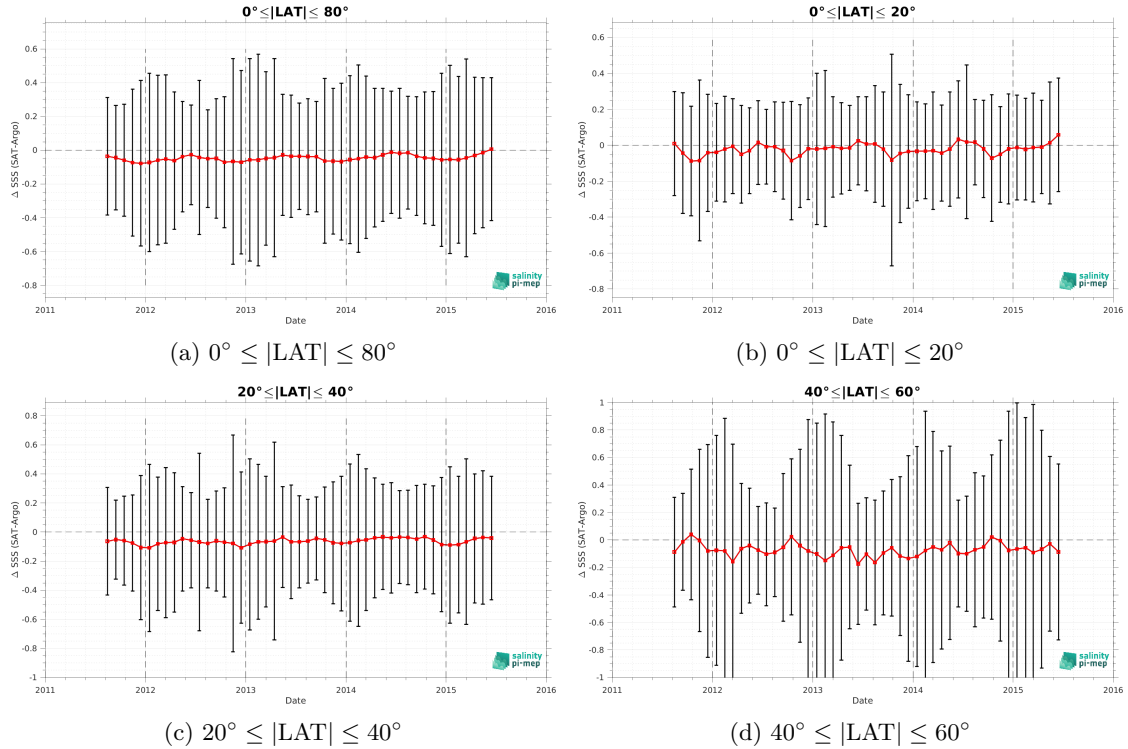 0°≤|LAT|≤ 80°
0.6
0.4
0.2
0
-0.2
-0.4
-0.6
-0.8
Δ SSS (SAT-Argo)
2011
2012
2013
2014
2015
2016
Date
salinity
pi-mep
(a) 0° ≤ |LAT| ≤ 80°
0°≤|LAT|≤ 20°
0.6
0.4
0.2
0
-0.2
-0.4
-0.6
-0.8
Δ SSS (SAT-Argo)
2011
2012
2013
2014
2015
2016
Date
salinity
pi-mep
(b) 0° ≤ |LAT| ≤ 20°
20°≤|LAT|≤ 40°
0.8
0.6
0.4
0.2
0
-0.2
-0.4
-0.6
-0.8
-1
Δ SSS (SAT-Argo)
2011
2012
2013
2014
2015
2016
Date
salinity
pi-mep
(c) 20° ≤ |LAT| ≤ 40°
40°≤|LAT|≤ 60°
1
0.8
0.6
0.4
0.2
0
-0.2
-0.4
-0.6
-0.8
-1
Δ SSS (SAT-Argo)
2011
2012
2013
2014
2015
2016
Date
salinity
pi-mep
(d) 40° ≤ |LAT| ≤ 60°